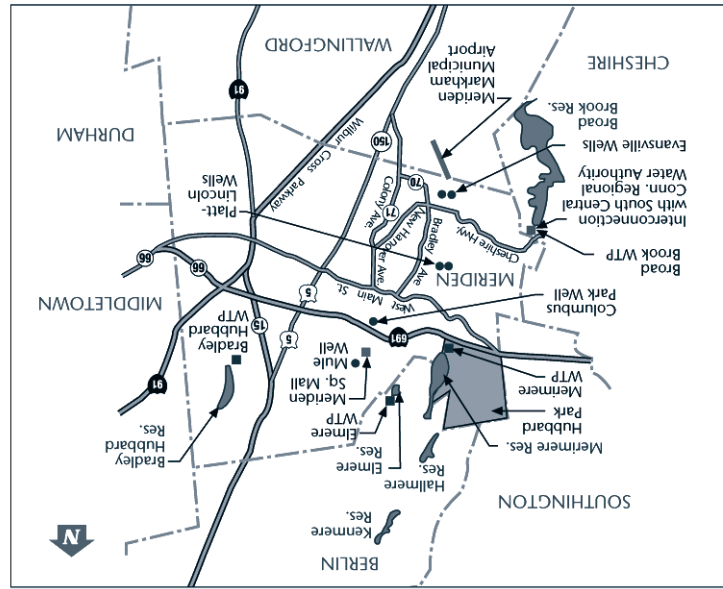 BERLIN
N
Kenmere
Res.
SOUTHINGTON
Hallmere
Res.
Merimere Res.
Hubbard
Park
Merimere
WTP
Elmere
Res.
Elmere
WTP
Meriden
Sq. Mall
Mule
Well
Bradley
Hubbard
Res.
Bradley
Hubbard
WTP
91
691
15
5
5
66
66
Columbus
Park Well
MIDDLETOWN
West
Main
St.
MERIDEN
Broad
Brook WTP
Interconnection
with South Central
Conn. Regional
Water Authority
Evansville Wells
Broad
Brook Res.
Cheshire Hwy.
Bradley Ave
New Hanover Ave.
Colony Ave.
70
71
150
Platt-
Lincoln
Wells
Wilbur
Cross
Parkway
DURHAM
Meriden
Markham
Municipal
Airport
CHESHIRE
WALLINGFORD
91